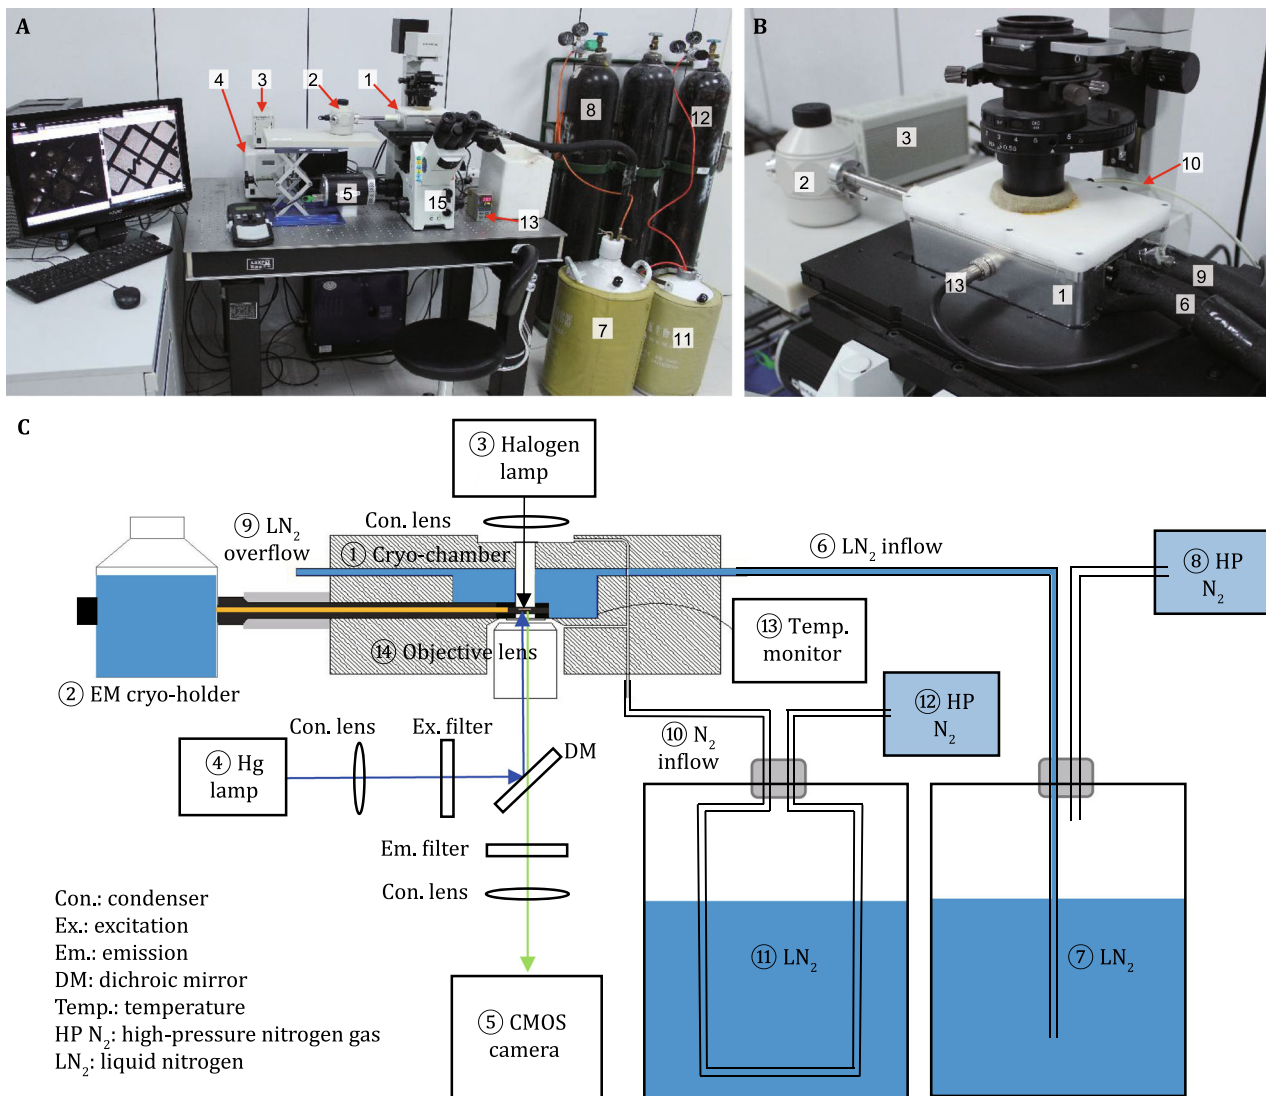 A
4
3
2
1
8
12
5
15
13
7
11
B
3
2
10
13
1
9
6
C
③ Halogen
lamp
Con. lens
⑨ LN2
overflow
① Cryo-chamber
⑥ LN2 inflow
⑧ HP
N2
⑬ Temp.
monitor
⑭ Objective lens
② EM cryo-holder
⑫ HP
N2
Con. lens
Ex. filter
DM
⑩ N2
inflow
④ Hg
lamp
Em. filter
Con. lens
⑪ LN2
⑦ LN2
⑤ CMOS
camera
Con.: condenser
Ex.: excitation
Em.: emission
DM: dichroic mirror
Temp.: temperature
HP N2: high-pressure nitrogen gas
LN2: liquid nitrogen